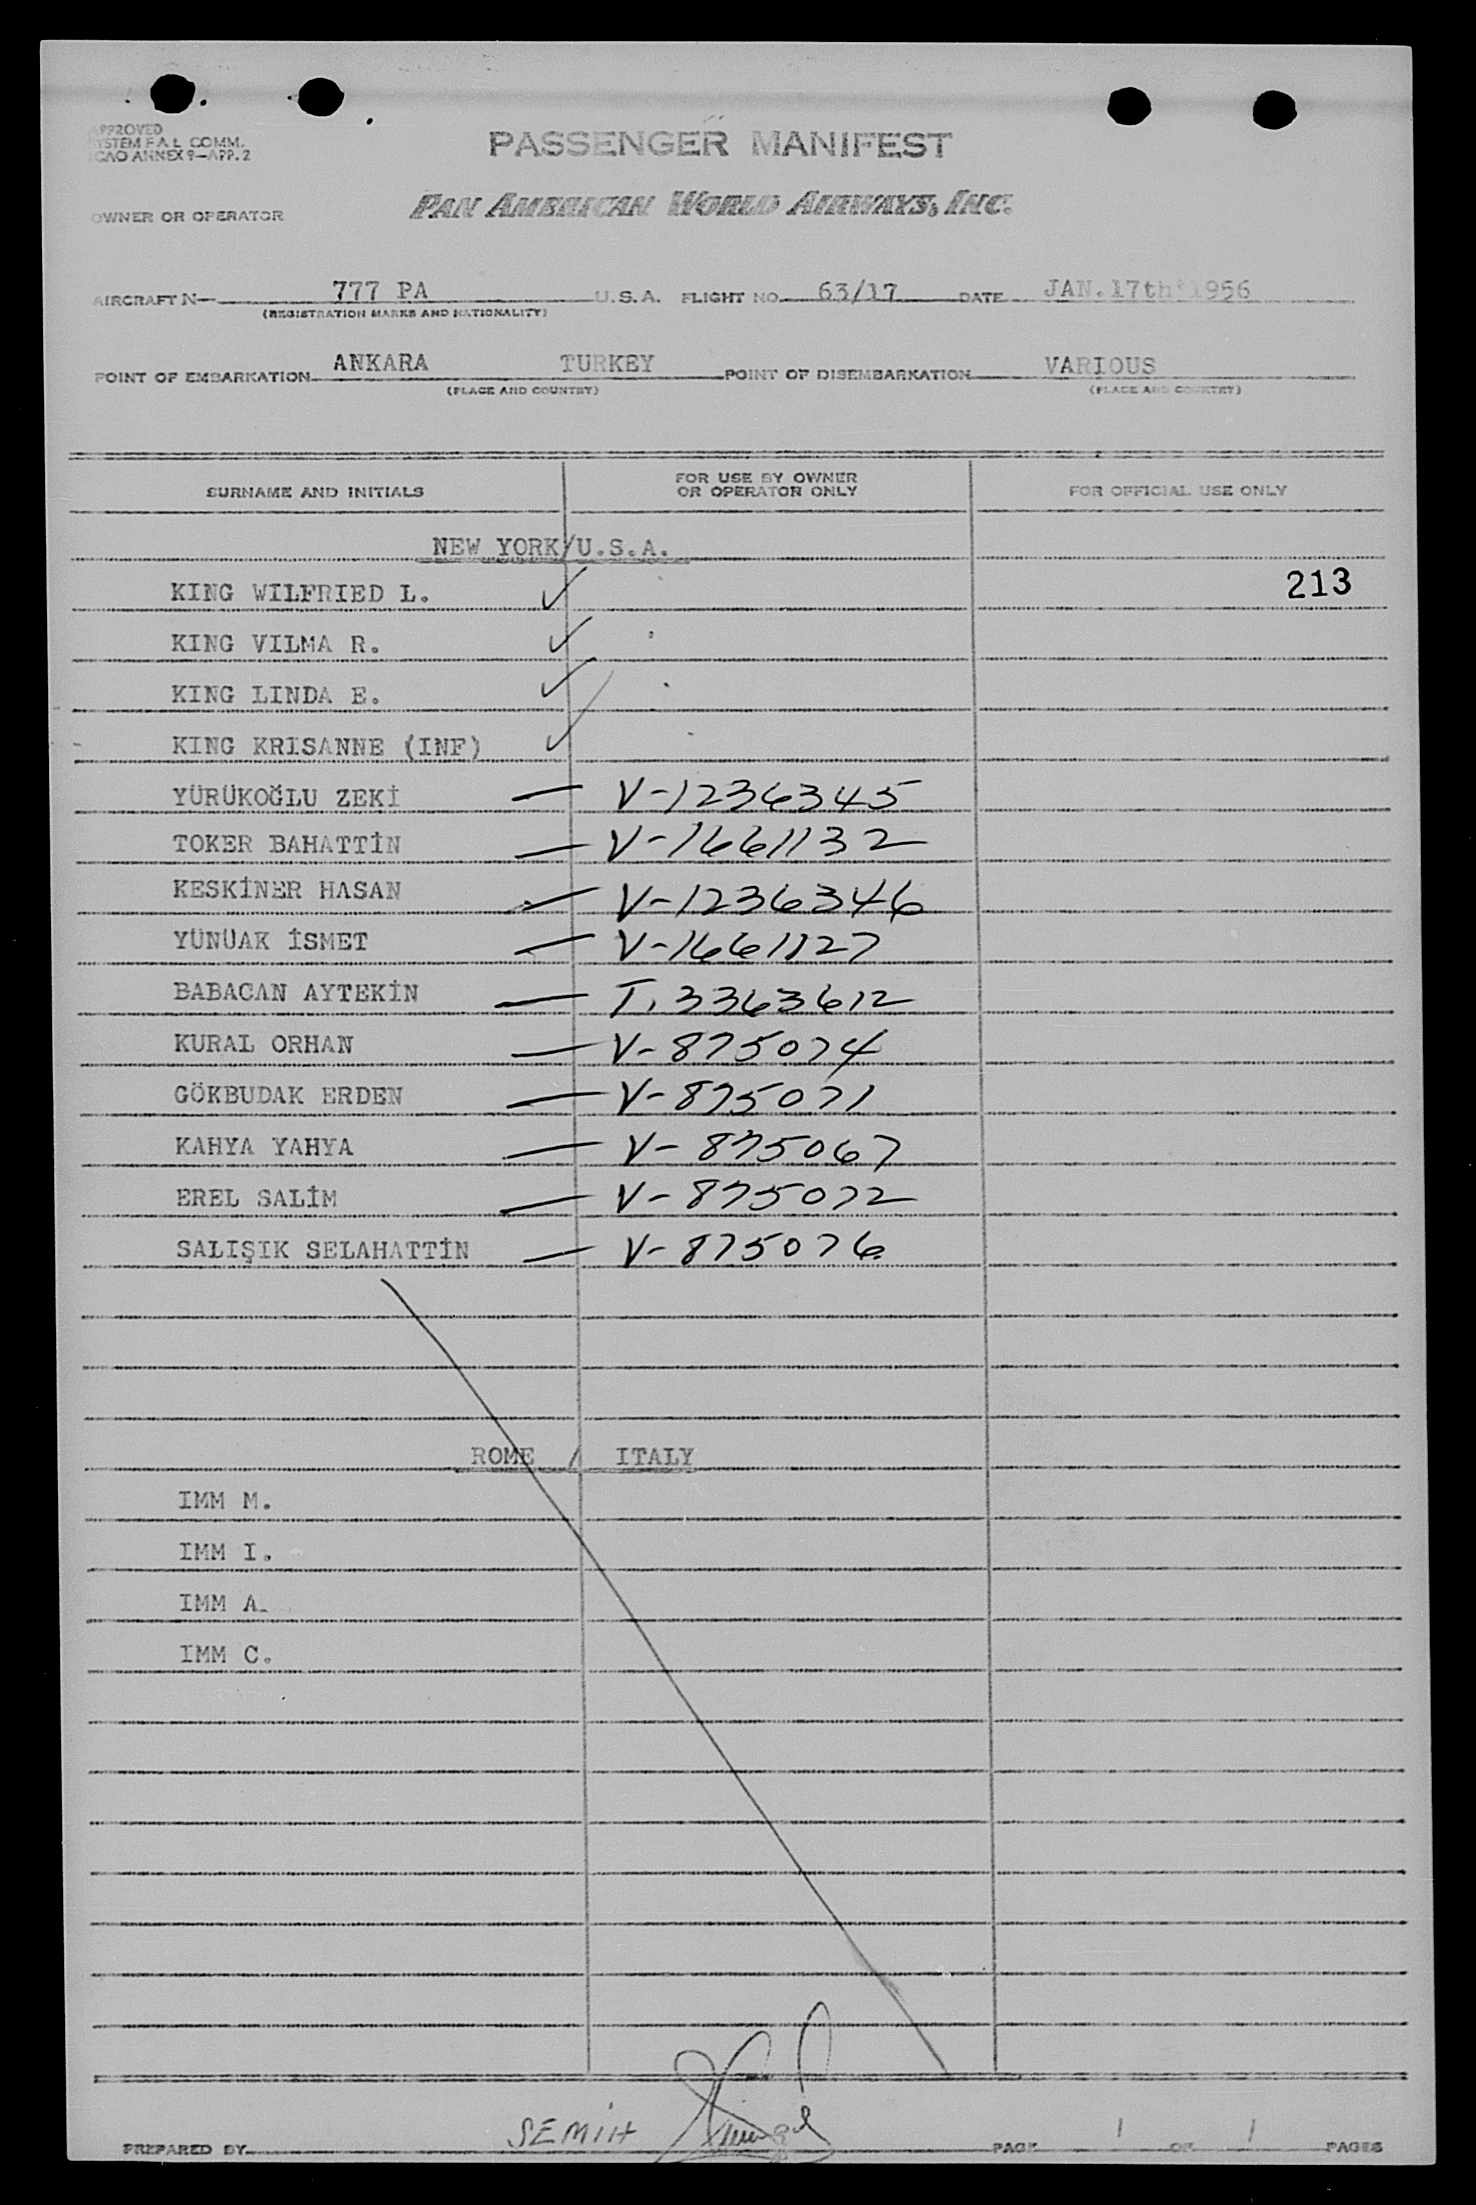 APPROVED
SYSTEM F.A.L. COMM.
ICAO ANNEX 9—APP. 2
PASSENGER MANIFEST
OWNER OR OPERATOR PAN AMERICAN WORLD AIRWAYS, INC.
AIRCRAFT N— 777 PA U.S.A. FLIGHT NO. 63/17 DATE JAN.17th 1956
(REGISTRATION MARKS AND NATIONALITY)
POINT OF EMBARKATION ANKARA TURKEY POINT OF DISEMBARKATION VARIOUS
(PLACE AND COUNTRY) (PLACE AND COUNTRY)
SURNAME AND INITIALS FOR USE BY OWNER OR OPERATOR ONLY FOR OFFICIAL USE ONLY
NEW YORK/U.S.A.
KING WILFRIED L. ✓ 213
KING VILMA R. ✓
KING LINDA E. ✓
KING KRISANNE (INF) ✓
YÜRÜKOĞLU ZEKİ — V-1236345
TOKER BAHATTİN — V-1661132
KESKİNER HASAN — V-1236346
YÜNÜAK İSMET — V-1661127
BABACAN AYTEKİN — T. 3363612
KURAL ORHAN — V-875074
GÖKBUDAK ERDEN — V-875071
KAHYA YAHYA — V-875067
EREL SALİM — V-875072
SALIŞIK SELAHATTİN — V-875076
ROME / ITALY
IMM M.
IMM I.
IMM A.
IMM C.
PREPARED BY SEMİH PAGE 1 OF 1 PAGES